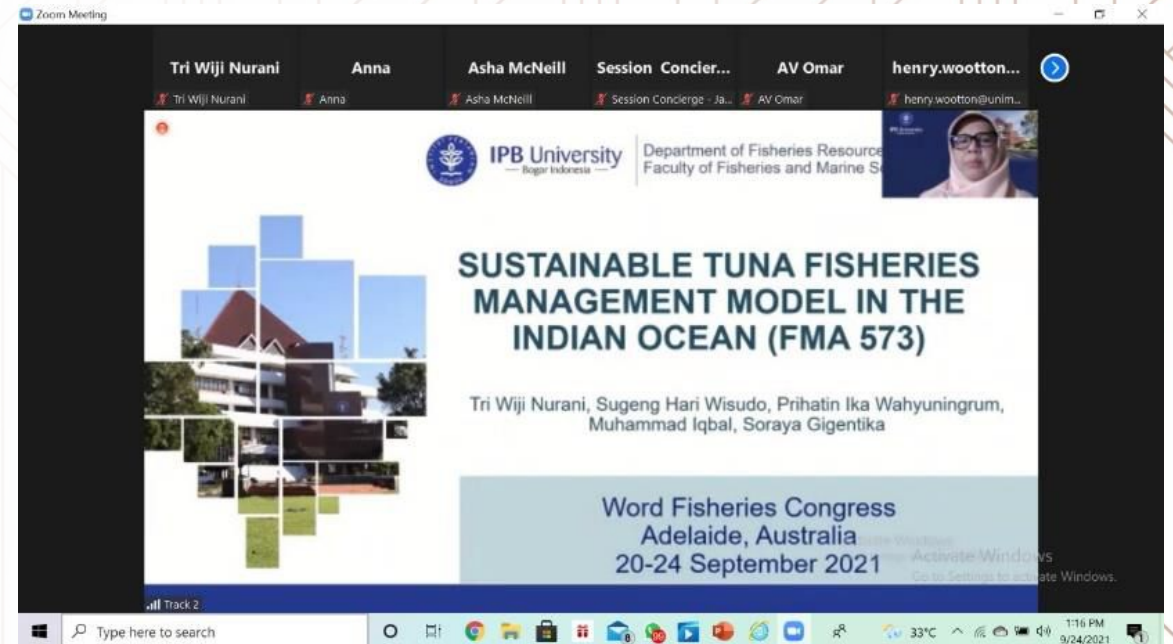 Zoom Meeting
Tri Wiji Nurani
Anna
Asha McNeill
Session Concier...
AV Omar
henry.wootton...
Tri Wiji Nurani
Anna
Asha McNeill
Session Concierge - Ja...
AV Omar
henry.wootton@unim...
IPB University
Bogor Indonesia
Department of Fisheries Resource
Faculty of Fisheries and Marine S
SUSTAINABLE TUNA FISHERIES
MANAGEMENT MODEL IN THE
INDIAN OCEAN (FMA 573)
Tri Wiji Nurani, Sugeng Hari Wisudo, Prihatin Ika Wahyuningrum,
Muhammad Iqbal, Soraya Gigentika
Word Fisheries Congress
Adelaide, Australia
20-24 September 2021
Activate Windows
Go to Settings to activate Windows.
Track 2
Type here to search
33°C
1:16 PM
9/24/2021